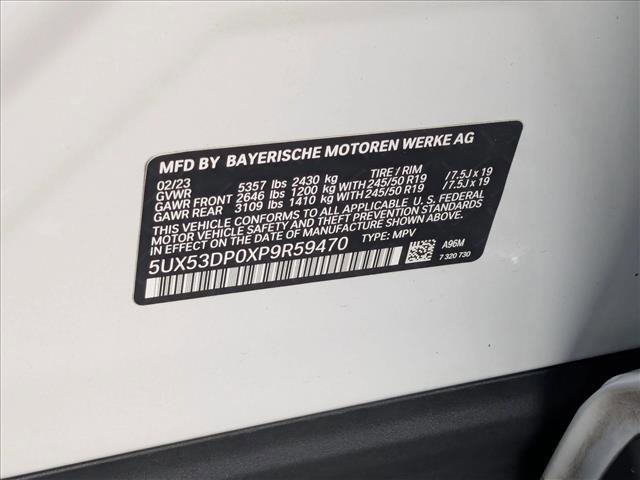 MFD BY BAYERISCHE MOTOREN WERKE AG
02/23 TIRE / RIM
GVWR 5357 lbs 2430 kg
GAWR FRONT 2646 lbs 1200 kg WITH 245/50 R19 / 7.5J x 19
GAWR REAR 3109 lbs 1410 kg WITH 245/50 R19 / 7.5J x 19
THIS VEHICLE CONFORMS TO ALL APPLICABLE U.S. FEDERAL
MOTOR VEHICLE SAFETY AND THEFT PREVENTION STANDARDS
IN EFFECT ON THE DATE OF MANUFACTURE SHOWN ABOVE.
5UX53DP0XP9R59470 TYPE: MPV A96M
7 320 730